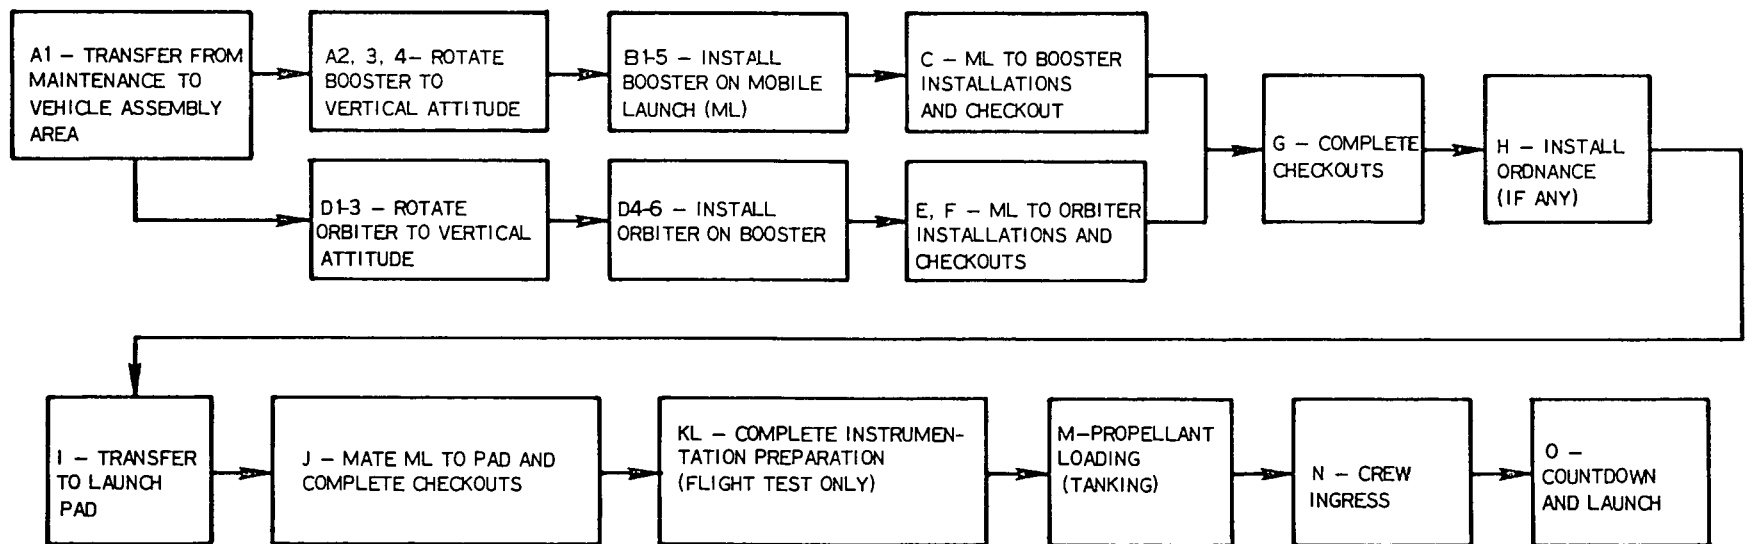 A1 – TRANSFER FROM
MAINTENANCE TO
VEHICLE ASSEMBLY
AREA
A2, 3, 4 – ROTATE
BOOSTER TO
VERTICAL ATTITUDE
B1-5 – INSTALL
BOOSTER ON MOBILE
LAUNCH (ML)
C – ML TO BOOSTER
INSTALLATIONS
AND CHECKOUT
D1-3 – ROTATE
ORBITER TO VERTICAL
ATTITUDE
D4-6 – INSTALL
ORBITER ON BOOSTER
E, F – ML TO ORBITER
INSTALLATIONS AND
CHECKOUTS
G – COMPLETE
CHECKOUTS
H – INSTALL
ORDNANCE
(IF ANY)
I – TRANSFER
TO LAUNCH
PAD
J – MATE ML TO PAD AND
COMPLETE CHECKOUTS
KL – COMPLETE INSTRUMEN-
TATION PREPARATION
(FLIGHT TEST ONLY)
M–PROPELLANT
LOADING
(TANKING)
N – CREW
INGRESS
O –
COUNTDOWN
AND LAUNCH